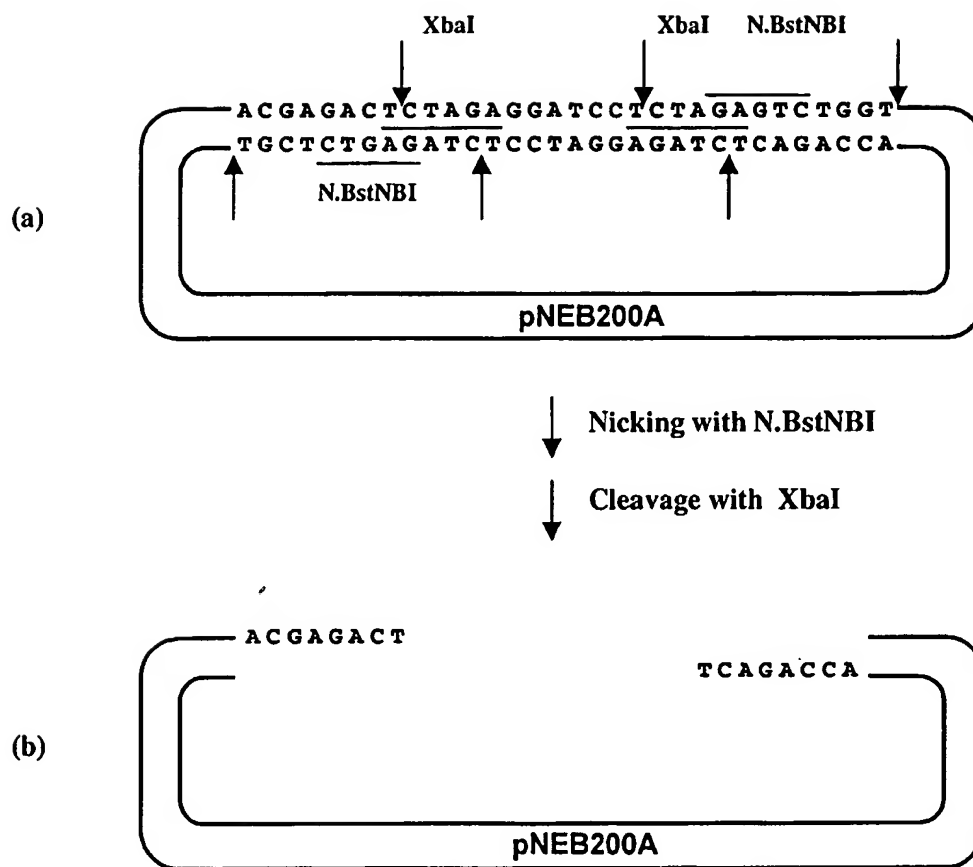 XbaI XbaI N.BstNBI
ACGAGACTCTAGAGGATCCTCTAGAGTCTGGT
TGCTCTGAGATCTCCTAGGAGATCTCAGACCA
N.BstNBI
(a)
pNEB200A
Nicking with N.BstNBI
Cleavage with XbaI
ACGAGACT
TCAGACCA
(b)
pNEB200A